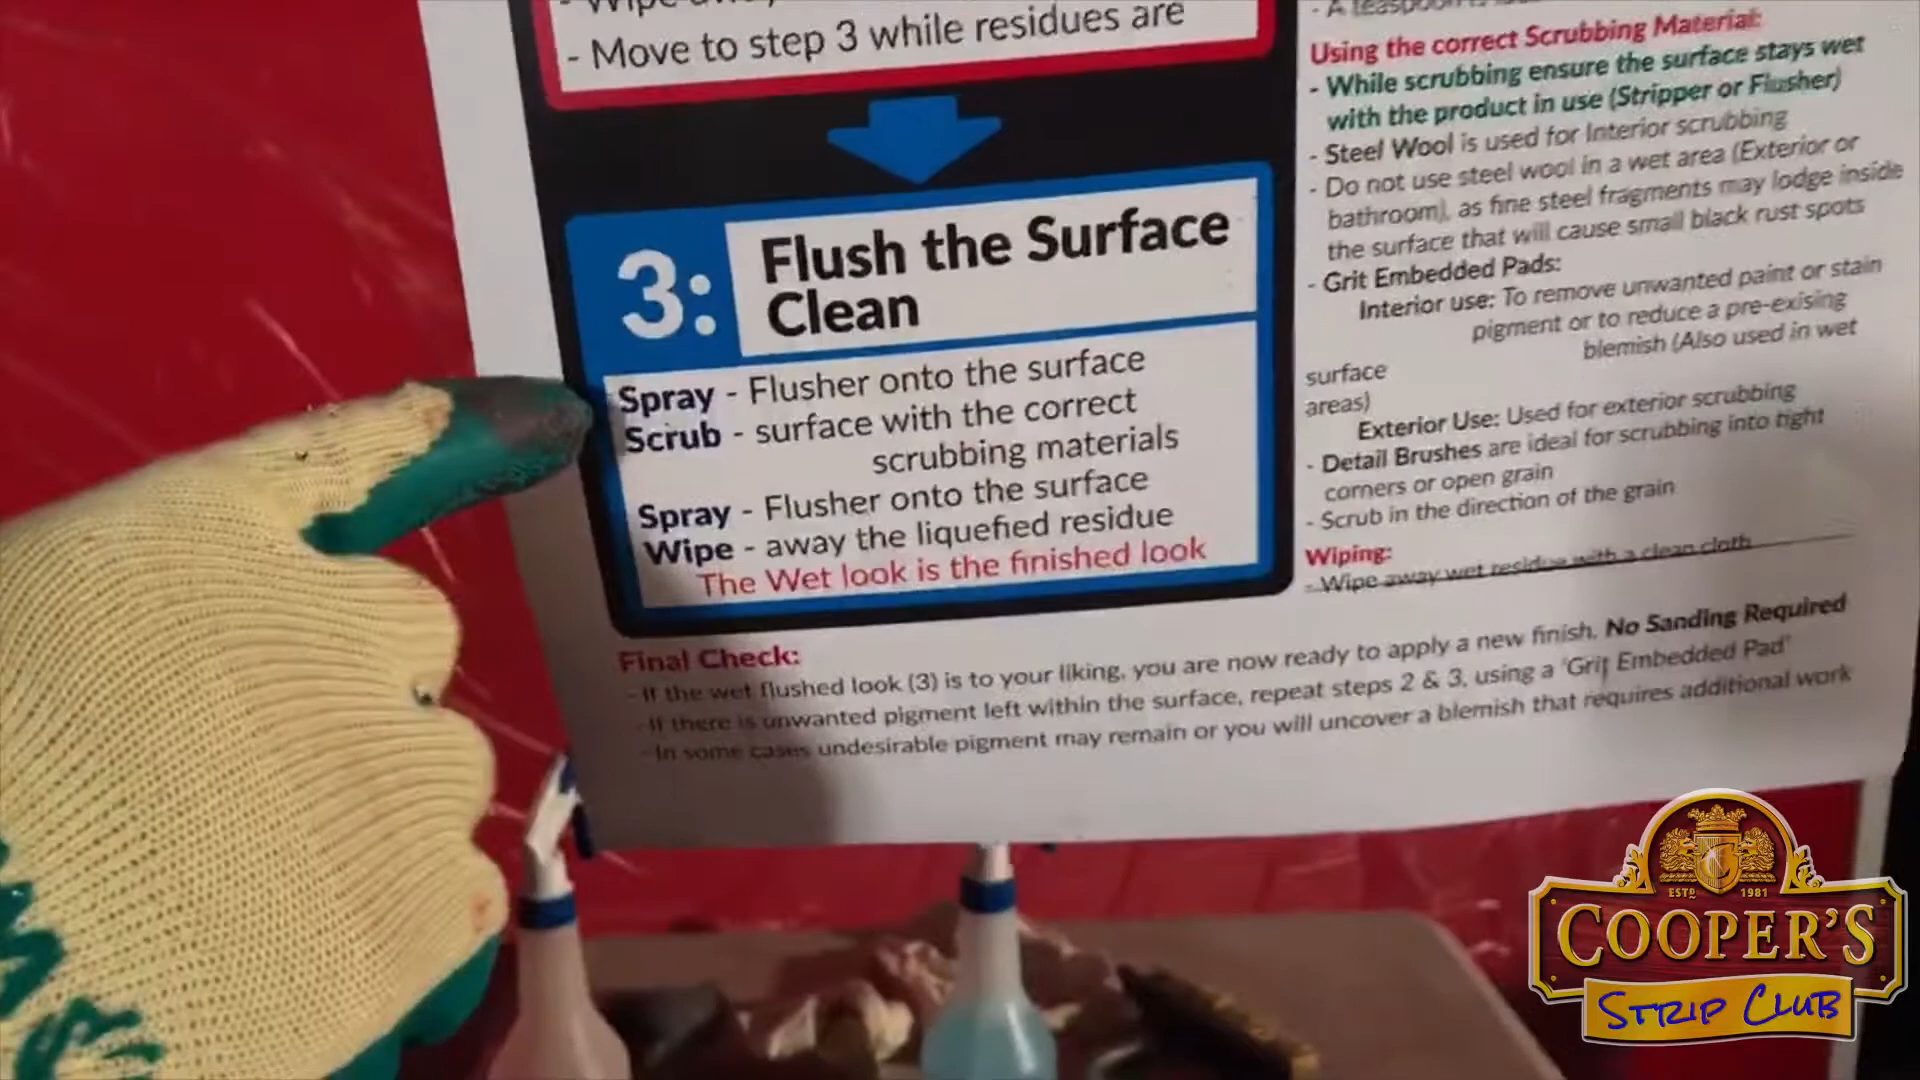 - Wipe away
- Move to step 3 while residues are
3: Flush the Surface
Clean
Spray - Flusher onto the surface
Scrub - surface with the correct
scrubbing materials
Spray - Flusher onto the surface
Wipe - away the liquefied residue
The Wet look is the finished look
- A teaspoon
Using the correct Scrubbing Material:
- While scrubbing ensure the surface stays wet
with the product in use (Stripper or Flusher)
- Steel Wool is used for Interior scrubbing
- Do not use steel wool in a wet area (Exterior or
bathroom), as fine steel fragments may lodge inside
the surface that will cause small black rust spots
- Grit Embedded Pads:
Interior use: To remove unwanted paint or stain
pigment or to reduce a pre-exising
blemish (Also used in wet
surface
areas)
Exterior Use: Used for exterior scrubbing
- Detail Brushes are ideal for scrubbing into tight
corners or open grain
- Scrub in the direction of the grain
Wiping:
- Wipe away wet residue with a clean cloth
Final Check:
- If the wet flushed look (3) is to your liking, you are now ready to apply a new finish. No Sanding Required
- If there is unwanted pigment left within the surface, repeat steps 2 & 3, using a 'Grit Embedded Pad'
- In some cases undesirable pigment may remain or you will uncover a blemish that requires additional work
ESTD 1981
COOPER'S
STRIP CLUB